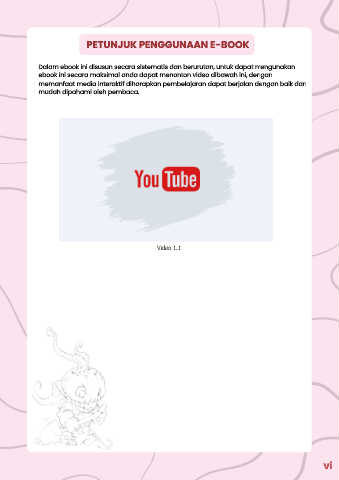 PETUNJUK PENGGUNAAN E-BOOK
Dalam ebook ini disusun secara sistematis dan berurutan, untuk dapat mengunakan
ebook ini secara maksimal anda dapat menonton video dibawah ini, dengan
memanfaat media interaktif diharapkan pembelajaran dapat berjalan dengan baik dan
mudah dipahami oleh pembaca.
YouTube
Video 1.1
vi